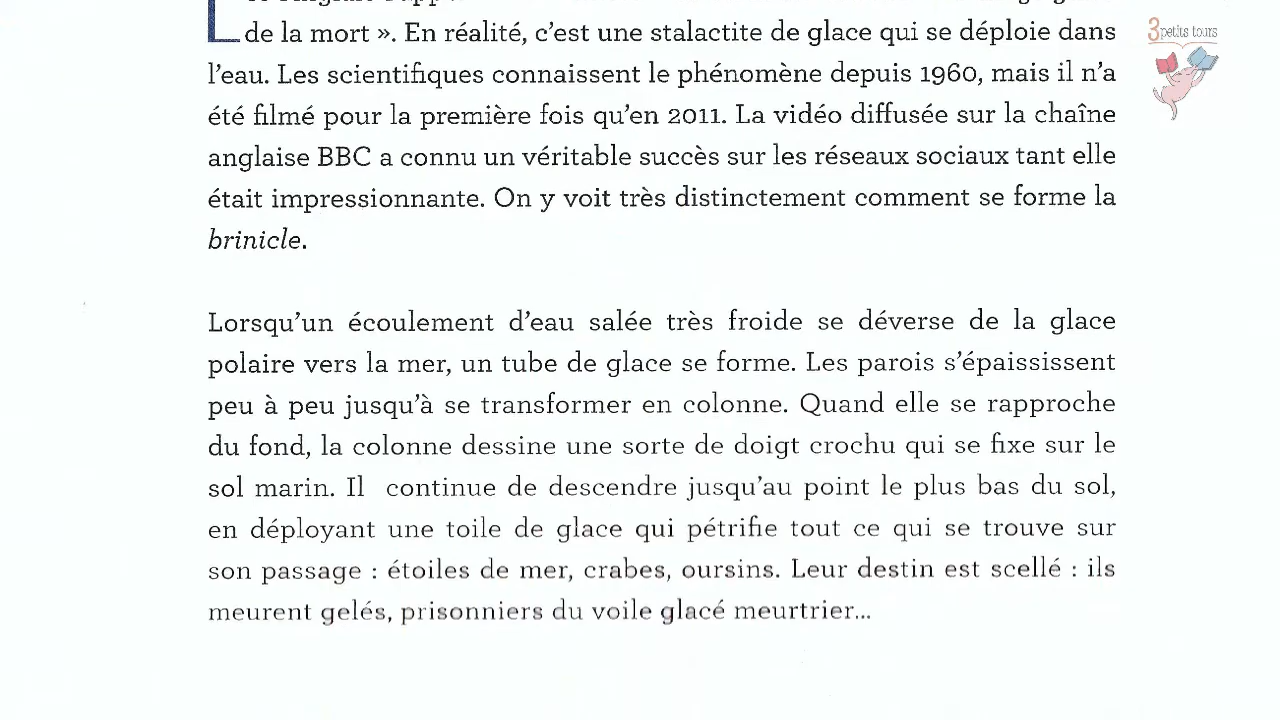 L
de la mort ». En réalité, c’est une stalactite de glace qui se déploie dans
l’eau. Les scientifiques connaissent le phénomène depuis 1960, mais il n’a
été filmé pour la première fois qu’en 2011. La vidéo diffusée sur la chaîne
anglaise BBC a connu un véritable succès sur les réseaux sociaux tant elle
était impressionnante. On y voit très distinctement comment se forme la
brinicle.
Lorsqu’un écoulement d’eau salée très froide se déverse de la glace
polaire vers la mer, un tube de glace se forme. Les parois s’épaississent
peu à peu jusqu’à se transformer en colonne. Quand elle se rapproche
du fond, la colonne dessine une sorte de doigt crochu qui se fixe sur le
sol marin. Il  continue de descendre jusqu’au point le plus bas du sol,
en déployant une toile de glace qui pétrifie tout ce qui se trouve sur
son passage : étoiles de mer, crabes, oursins. Leur destin est scellé : ils
meurent gelés, prisonniers du voile glacé meurtrier...
3 petits tours